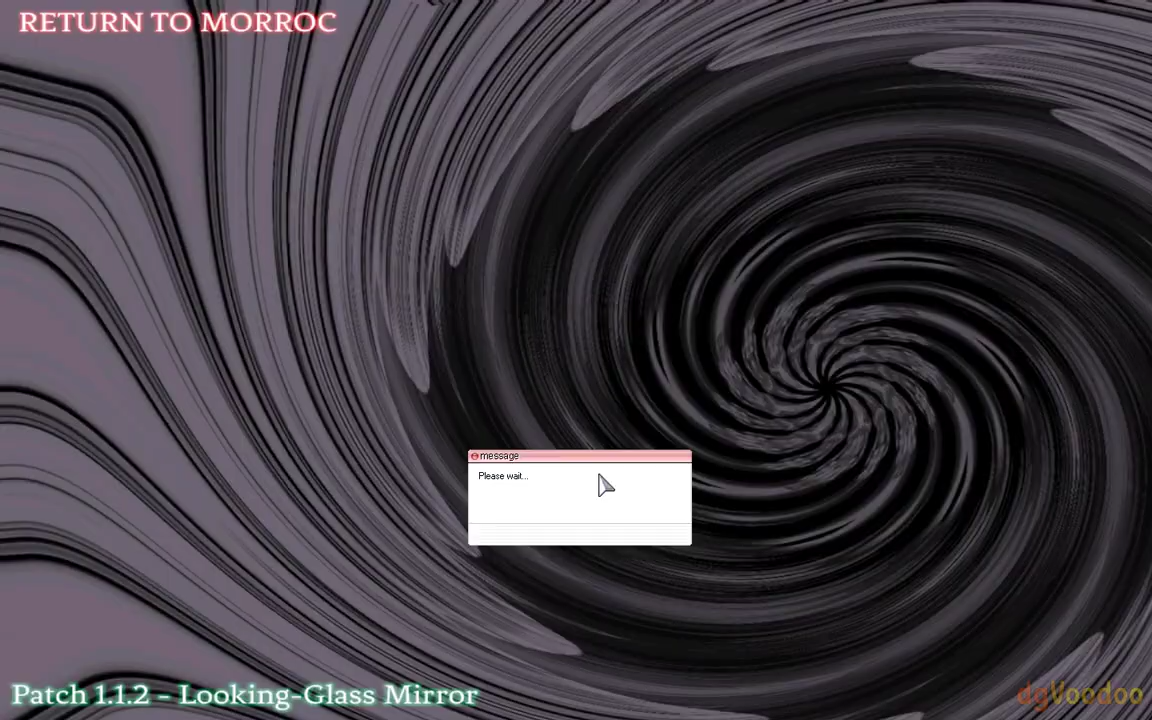 RETURN TO MORROC
message
Please wait...
Patch 1.1.2 - Looking-Glass Mirror
dgVoodoo